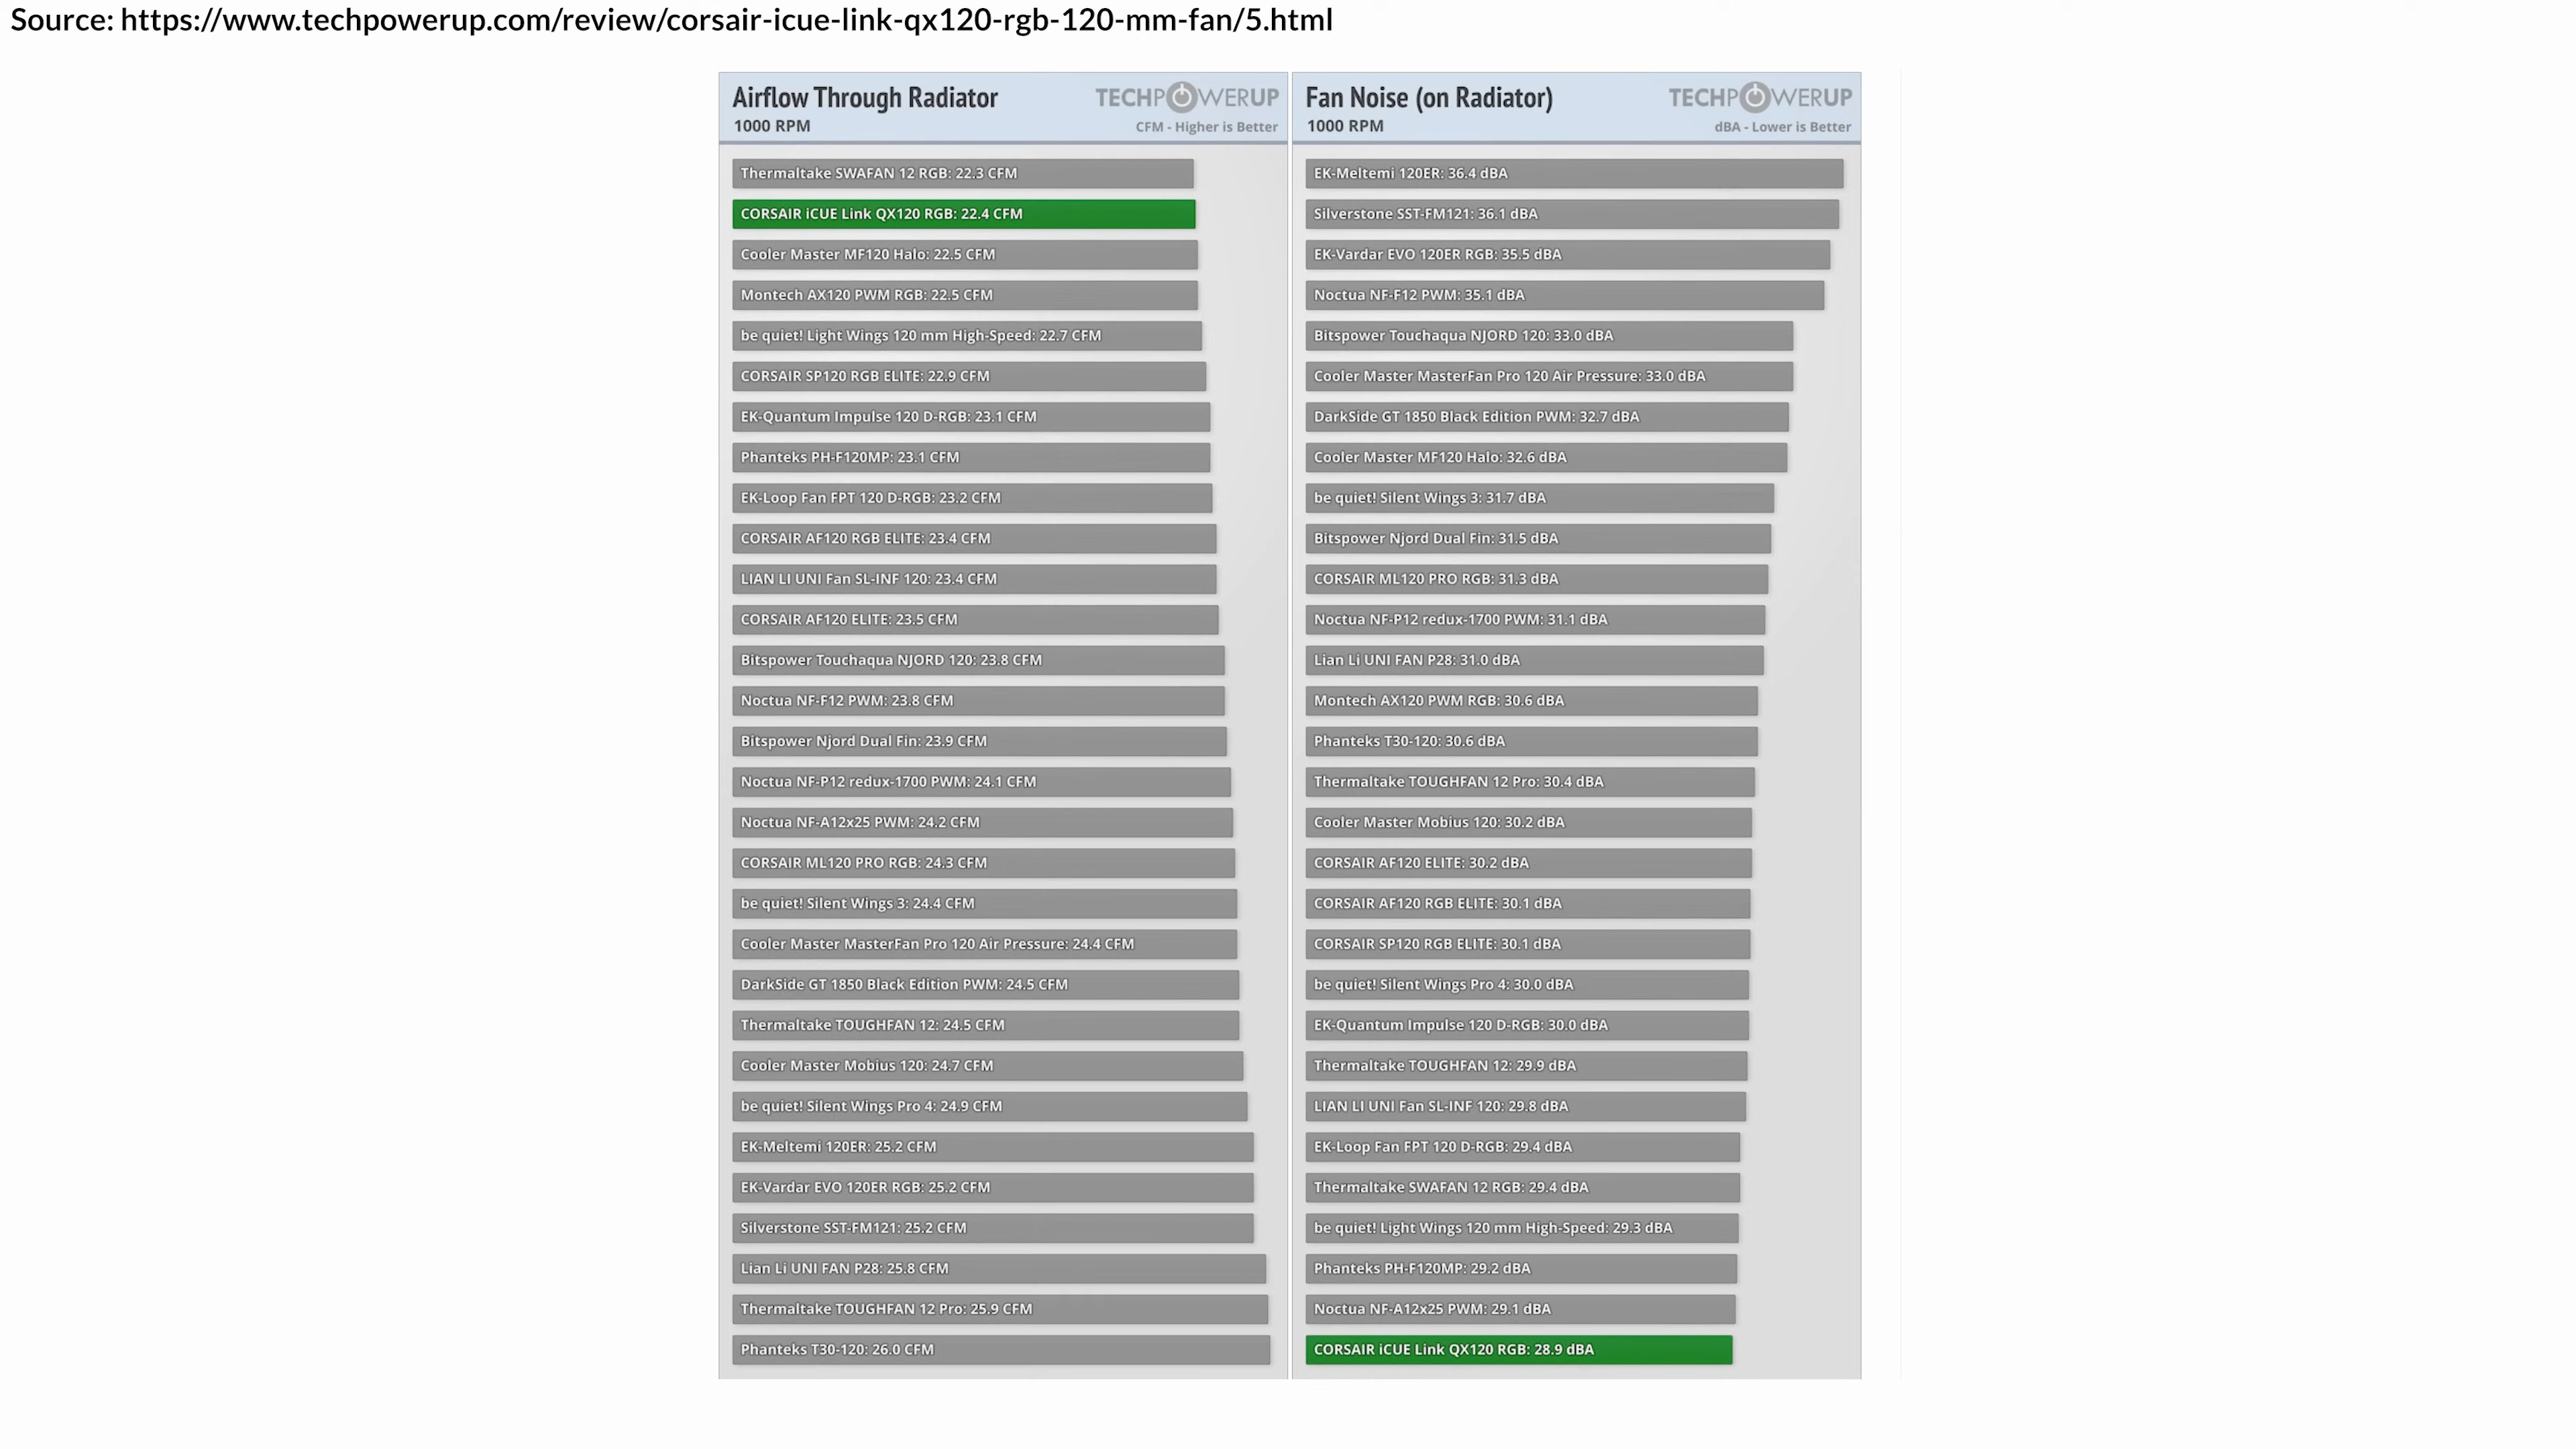 Source: https://www.techpowerup.com/review/corsair-icue-link-qx120-rgb-120-mm-fan/5.html
Airflow Through Radiator
TECHPOWERUP
1000 RPM
CFM - Higher is Better
Thermaltake SWAFAN 12 RGB: 22.3 CFM
CORSAIR iCUE Link QX120 RGB: 22.4 CFM
Cooler Master MF120 Halo: 22.5 CFM
Montech AX120 PWM RGB: 22.5 CFM
be quiet! Light Wings 120 mm High-Speed: 22.7 CFM
CORSAIR SP120 RGB ELITE: 22.9 CFM
EK-Quantum Impulse 120 D-RGB: 23.1 CFM
Phanteks PH-F120MP: 23.1 CFM
EK-Loop Fan FPT 120 D-RGB: 23.2 CFM
CORSAIR AF120 RGB ELITE: 23.4 CFM
LIAN LI UNI Fan SL-INF 120: 23.4 CFM
CORSAIR AF120 ELITE: 23.5 CFM
Bitspower Touchaqua NJORD 120: 23.8 CFM
Noctua NF-F12 PWM: 23.8 CFM
Bitspower Njord Dual Fin: 23.9 CFM
Noctua NF-P12 redux-1700 PWM: 24.1 CFM
Noctua NF-A12x25 PWM: 24.2 CFM
CORSAIR ML120 PRO RGB: 24.3 CFM
be quiet! Silent Wings 3: 24.4 CFM
Cooler Master MasterFan Pro 120 Air Pressure: 24.4 CFM
DarkSide GT 1850 Black Edition PWM: 24.5 CFM
Thermaltake TOUGHFAN 12: 24.5 CFM
Cooler Master Mobius 120: 24.7 CFM
be quiet! Silent Wings Pro 4: 24.9 CFM
EK-Meltemi 120ER: 25.2 CFM
EK-Vardar EVO 120ER RGB: 25.2 CFM
Silverstone SST-FM121: 25.2 CFM
Lian Li UNI FAN P28: 25.8 CFM
Thermaltake TOUGHFAN 12 Pro: 25.9 CFM
Phanteks T30-120: 26.0 CFM
Fan Noise (on Radiator)
TECHPOWERUP
1000 RPM
dBA - Lower is Better
EK-Meltemi 120ER: 36.4 dBA
Silverstone SST-FM121: 36.1 dBA
EK-Vardar EVO 120ER RGB: 35.5 dBA
Noctua NF-F12 PWM: 35.1 dBA
Bitspower Touchaqua NJORD 120: 33.0 dBA
Cooler Master MasterFan Pro 120 Air Pressure: 33.0 dBA
DarkSide GT 1850 Black Edition PWM: 32.7 dBA
Cooler Master MF120 Halo: 32.6 dBA
be quiet! Silent Wings 3: 31.7 dBA
Bitspower Njord Dual Fin: 31.5 dBA
CORSAIR ML120 PRO RGB: 31.3 dBA
Noctua NF-P12 redux-1700 PWM: 31.1 dBA
Lian Li UNI FAN P28: 31.0 dBA
Montech AX120 PWM RGB: 30.6 dBA
Phanteks T30-120: 30.6 dBA
Thermaltake TOUGHFAN 12 Pro: 30.4 dBA
Cooler Master Mobius 120: 30.2 dBA
CORSAIR AF120 ELITE: 30.2 dBA
CORSAIR AF120 RGB ELITE: 30.1 dBA
CORSAIR SP120 RGB ELITE: 30.1 dBA
be quiet! Silent Wings Pro 4: 30.0 dBA
EK-Quantum Impulse 120 D-RGB: 30.0 dBA
Thermaltake TOUGHFAN 12: 29.9 dBA
LIAN LI UNI Fan SL-INF 120: 29.8 dBA
EK-Loop Fan FPT 120 D-RGB: 29.4 dBA
Thermaltake SWAFAN 12 RGB: 29.4 dBA
be quiet! Light Wings 120 mm High-Speed: 29.3 dBA
Phanteks PH-F120MP: 29.2 dBA
Noctua NF-A12x25 PWM: 29.1 dBA
CORSAIR iCUE Link QX120 RGB: 28.9 dBA